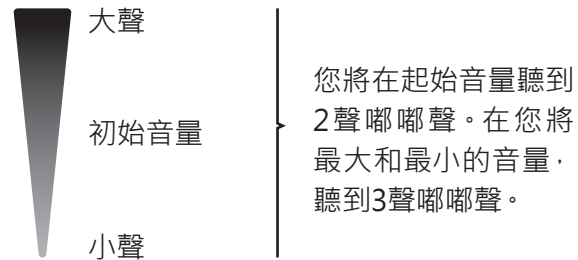 大聲
初始音量
小聲
您將在起始音量聽到
2聲嘟嘟聲。在您將
最大和最小的音量,
聽到3聲嘟嘟聲。